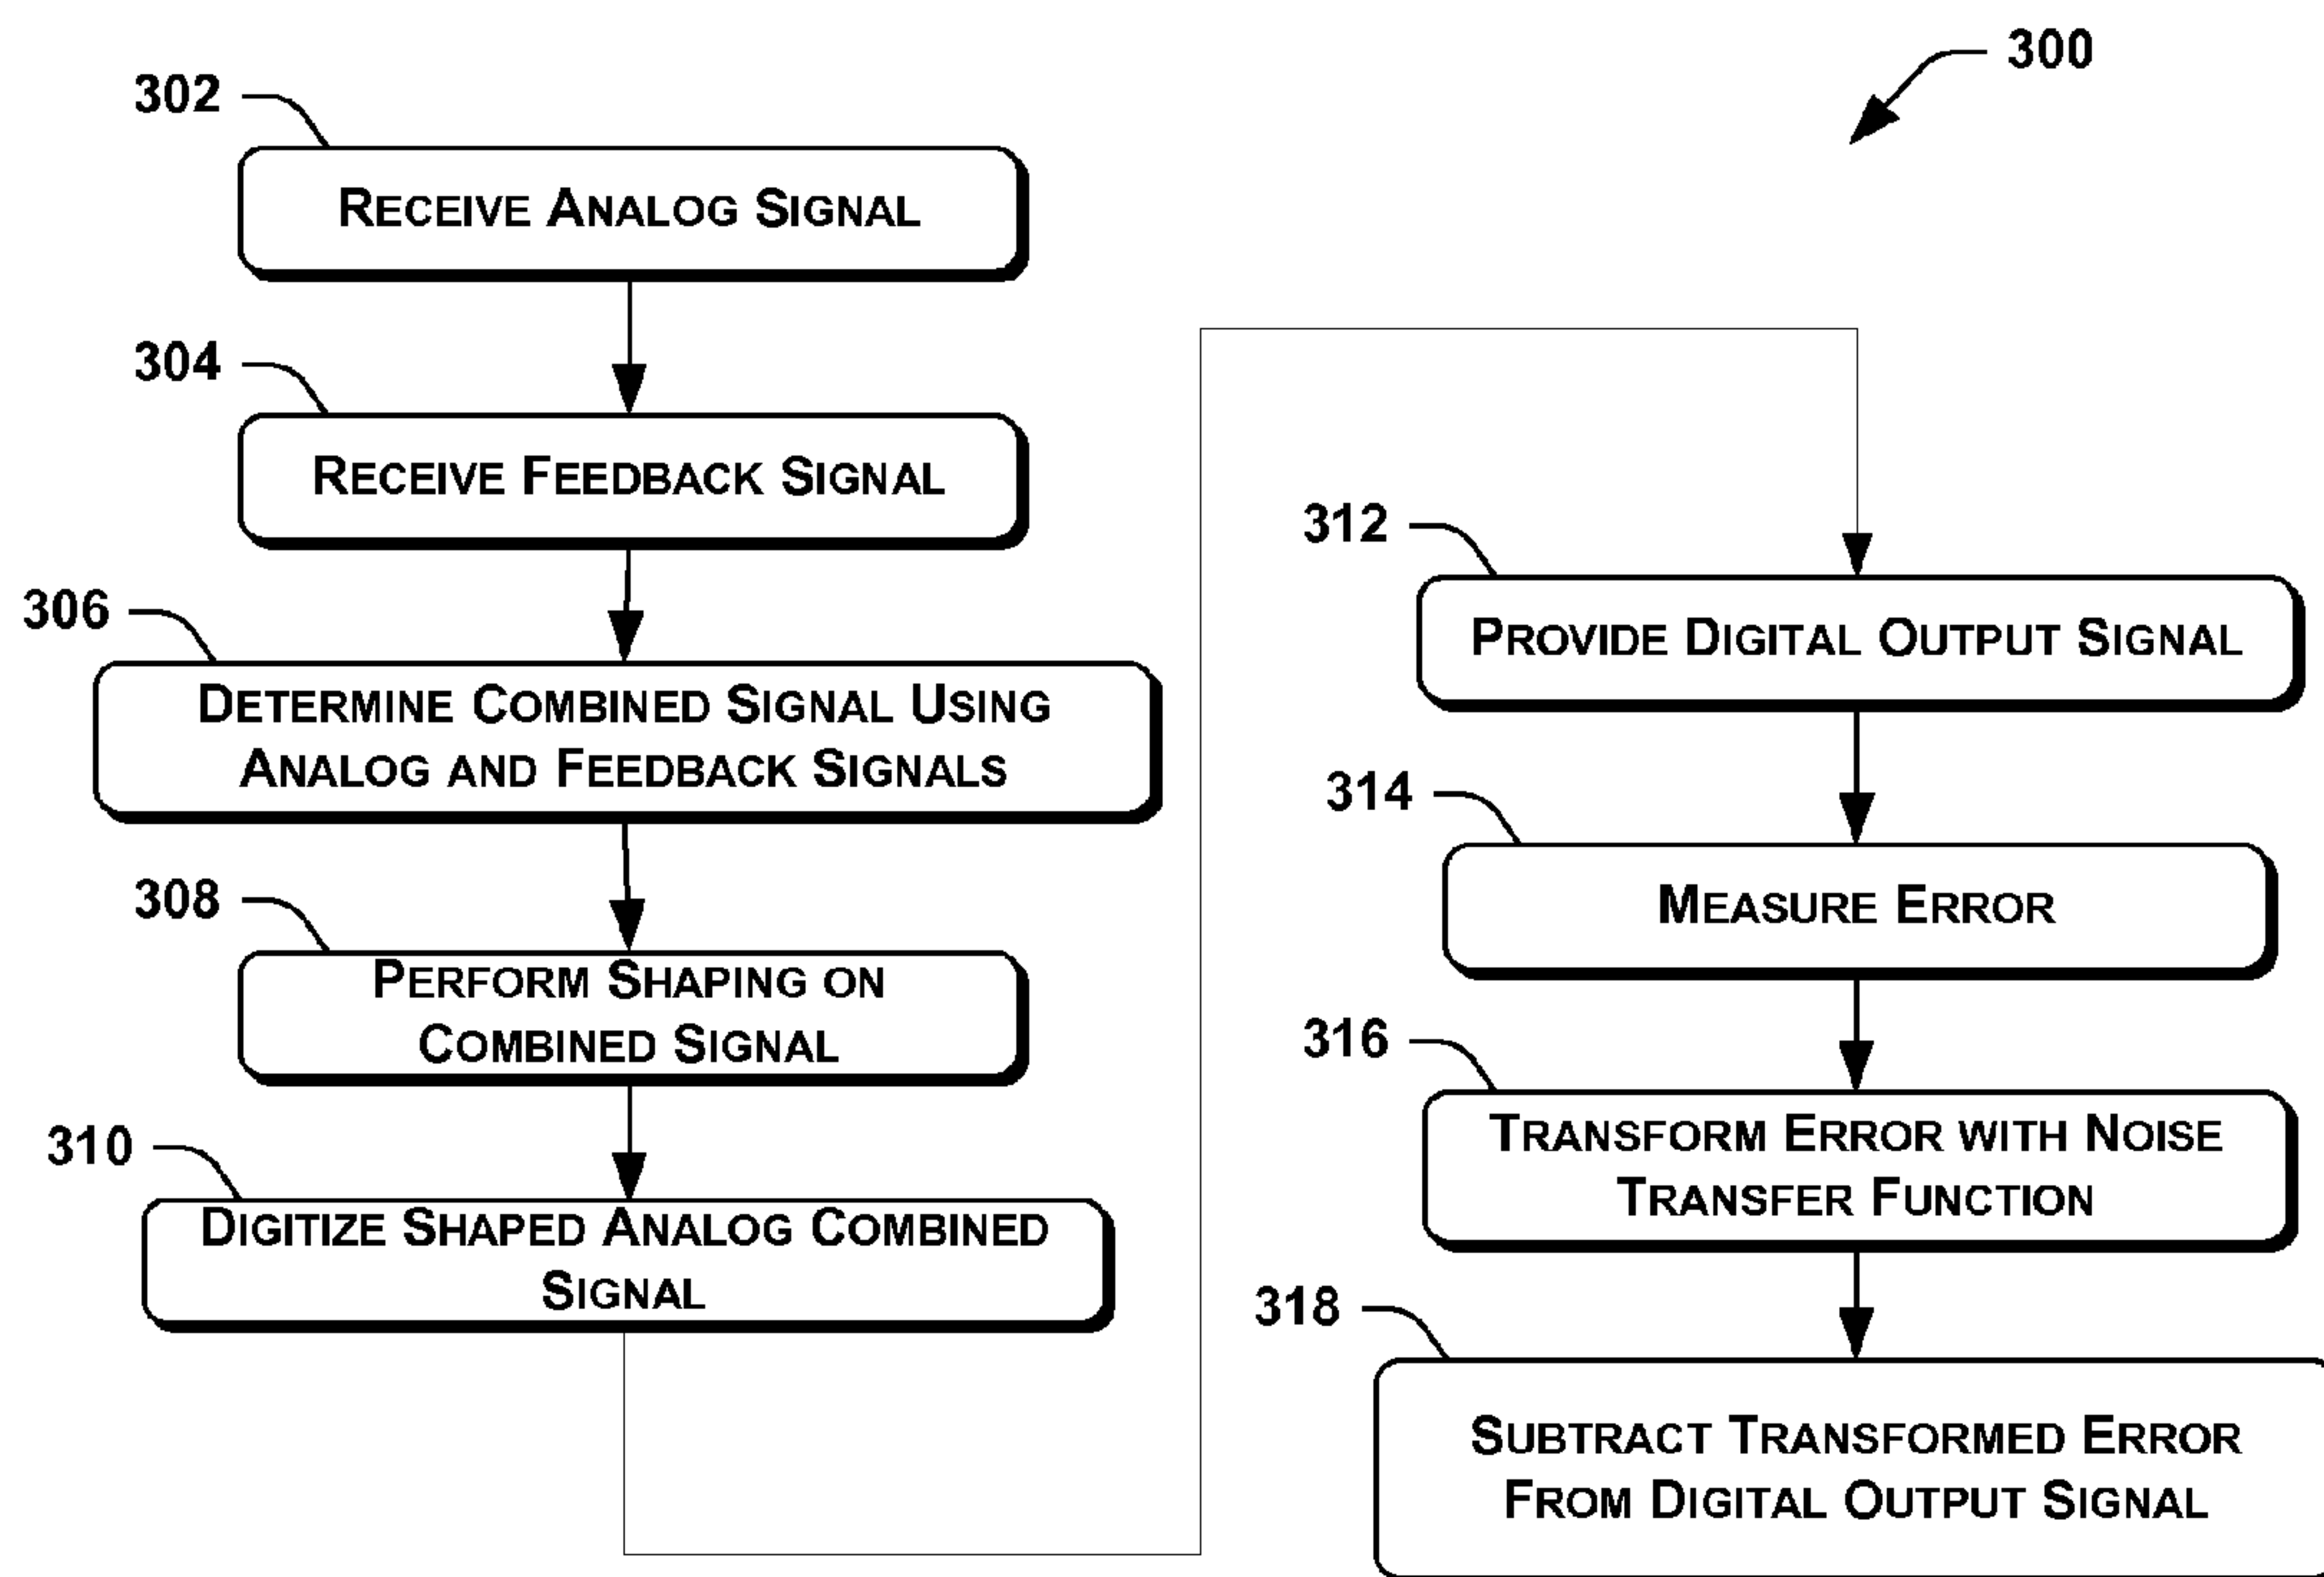 300
302
RECEIVE ANALOG SIGNAL
304
RECEIVE FEEDBACK SIGNAL
306
DETERMINE COMBINED SIGNAL USING
ANALOG AND FEEDBACK SIGNALS
308
PERFORM SHAPING ON
COMBINED SIGNAL
310
DIGITIZE SHAPED ANALOG COMBINED
SIGNAL
312
PROVIDE DIGITAL OUTPUT SIGNAL
314
MEASURE ERROR
316
TRANSFORM ERROR WITH NOISE
TRANSFER FUNCTION
318
SUBTRACT TRANSFORMED ERROR
FROM DIGITAL OUTPUT SIGNAL